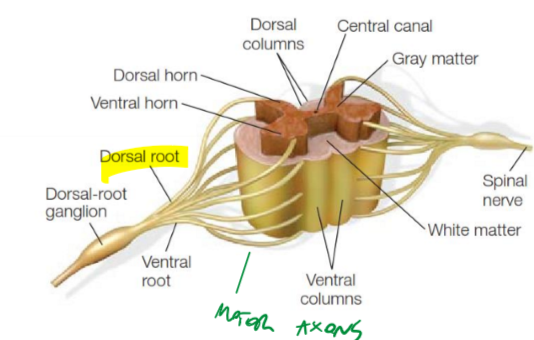 Dorsal
columns
Central canal
Gray matter
Dorsal horn
Ventral horn
Dorsal root
Dorsal-root
ganglion
Spinal
nerve
White matter
Ventral
root
Ventral
columns
MOTOR AXONS